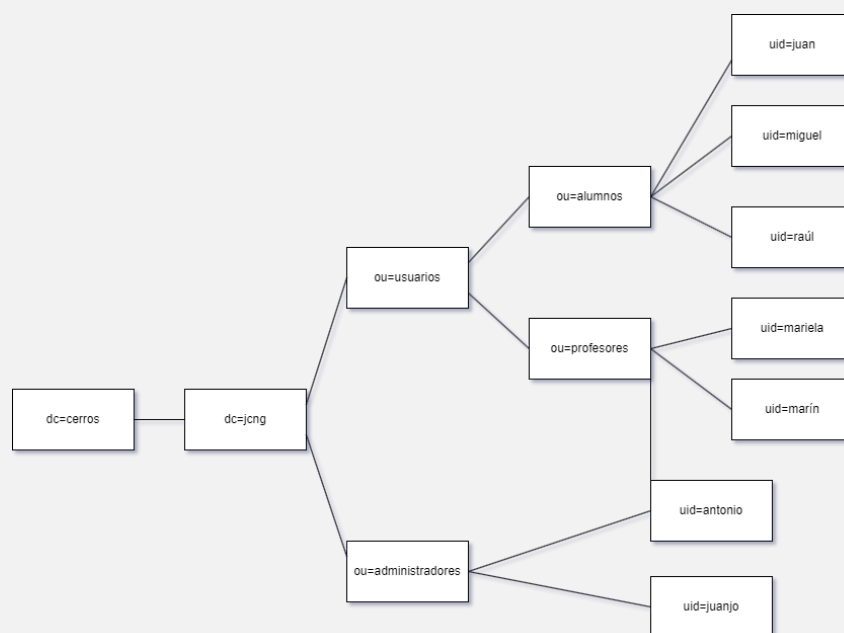 uid=juan
uid=miguel
ou=alumnos
uid=raúl
ou=usuarios
uid=mariela
ou=profesores
uid=marín
dc=cerros
dc=jcng
uid=antonio
ou=administradores
uid=juanjo